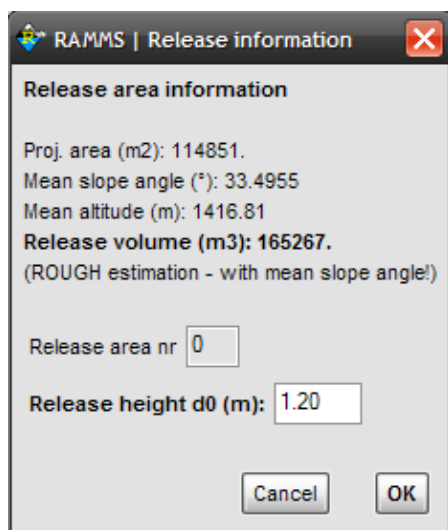 RAMMS | Release information
Release area information
Proj. area (m2): 114851.
Mean slope angle (°): 33.4955
Mean altitude (m): 1416.81
Release volume (m3): 165267.
(ROUGH estimation - with mean slope angle!)
Release area nr 0
Release height d0 (m): 1.20
Cancel OK